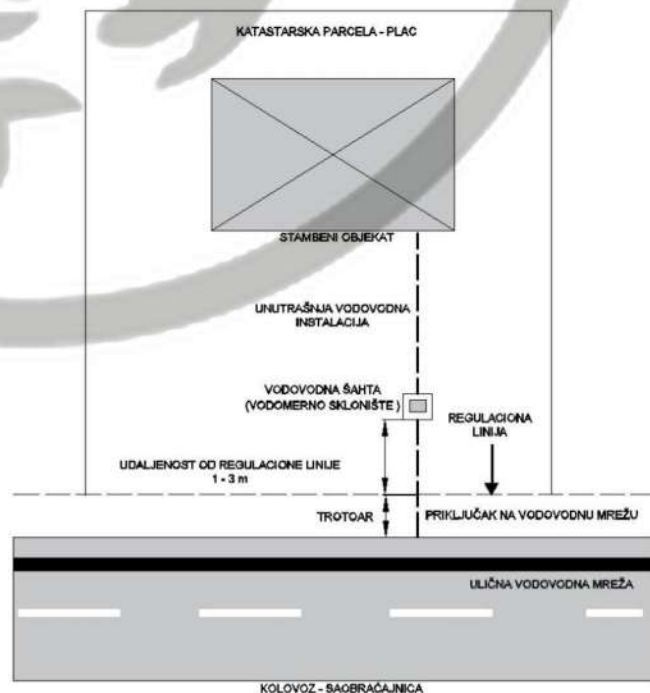 KATASTARSKA PARCELA - PLAC
STAMBENI OBJEKAT
UNUTRAŠNJA VODOVODNA
INSTALACIJA
VODOVODNA ŠAHTA
(VODOMERNO SKLONIŠTE )
REGULACIONA
LINIJA
UDALJENOST OD REGULACIONE LINIJE
1 - 3 m
TROTOAR
PRIKLJUČAK NA VODOVODNU MREŽU
ULIČNA VODOVODNA MREŽA
KOLOVOZ - SAOBRAĆAJNICA